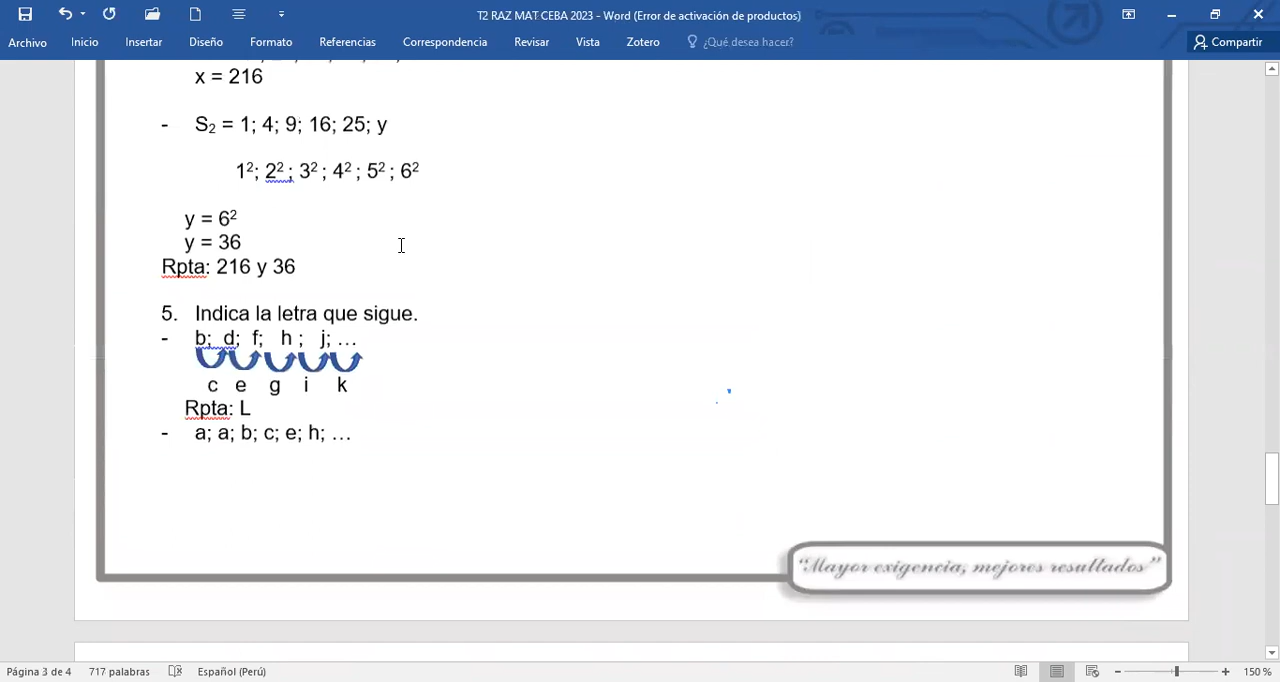 T2 RAZ MAT CEBA 2023 - Word (Error de activación de productos)
Archivo Inicio Insertar Diseño Formato Referencias Correspondencia Revisar Vista Zotero ¿Qué desea hacer? Compartir
x = 216
- S₂ = 1; 4; 9; 16; 25; y
1²; 2² ; 3² ; 4² ; 5² ; 6²
y = 6²
y = 36
Rpta: 216 y 36
5. Indica la letra que sigue.
- b; d; f; h ; j; …
c e g i k
Rpta: L
- a; a; b; c; e; h; …
“Mayor exigencia, mejores resultados”
Página 3 de 4 717 palabras Español (Perú) 150 %